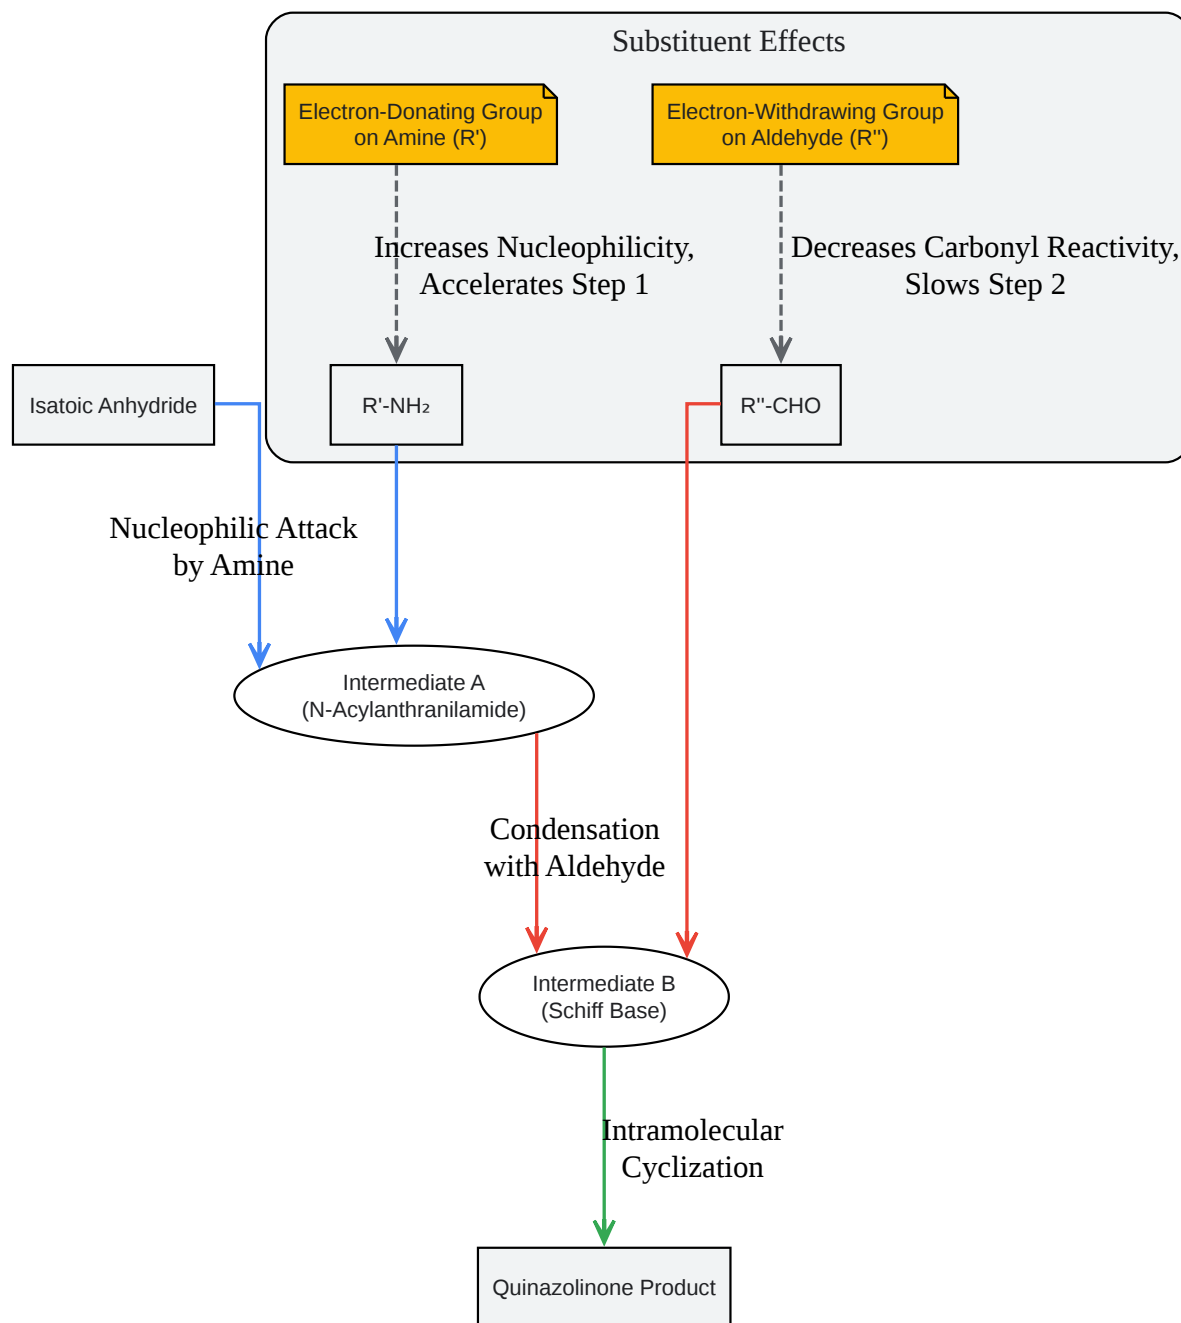 Substituent Effects
Electron-Donating Group
on Amine (R')
Electron-Withdrawing Group
on Aldehyde (R'')
Increases Nucleophilicity,
Accelerates Step 1
Decreases Carbonyl Reactivity,
Slows Step 2
Isatoic Anhydride
R'-NH₂
R''-CHO
Nucleophilic Attack
by Amine
Intermediate A
(N-Acylanthranilamide)
Condensation
with Aldehyde
Intermediate B
(Schiff Base)
Intramolecular
Cyclization
Quinazolinone Product